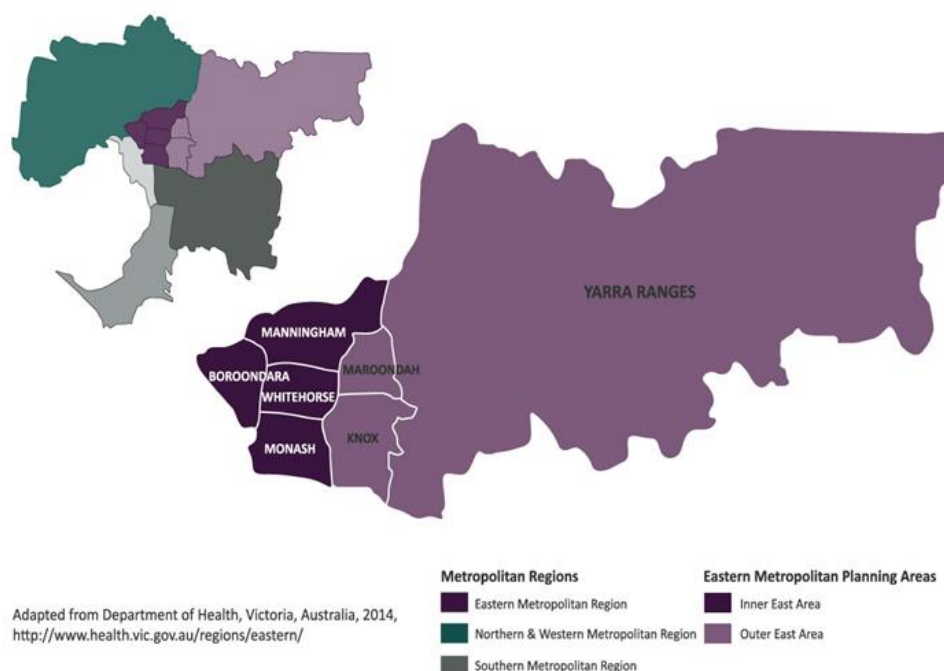 YARRA RANGES
MANNINGHAM
MAROONDAH
BOROONDARA
WHITEHORSE
KNOX
MONASH
Metropolitan Regions
Eastern Metropolitan Region
Northern & Western Metropolitan Region
Southern Metropolitan Region
Eastern Metropolitan Planning Areas
Inner East Area
Outer East Area
Adapted from Department of Health, Victoria, Australia, 2014,
http://www.health.vic.gov.au/regions/eastern/